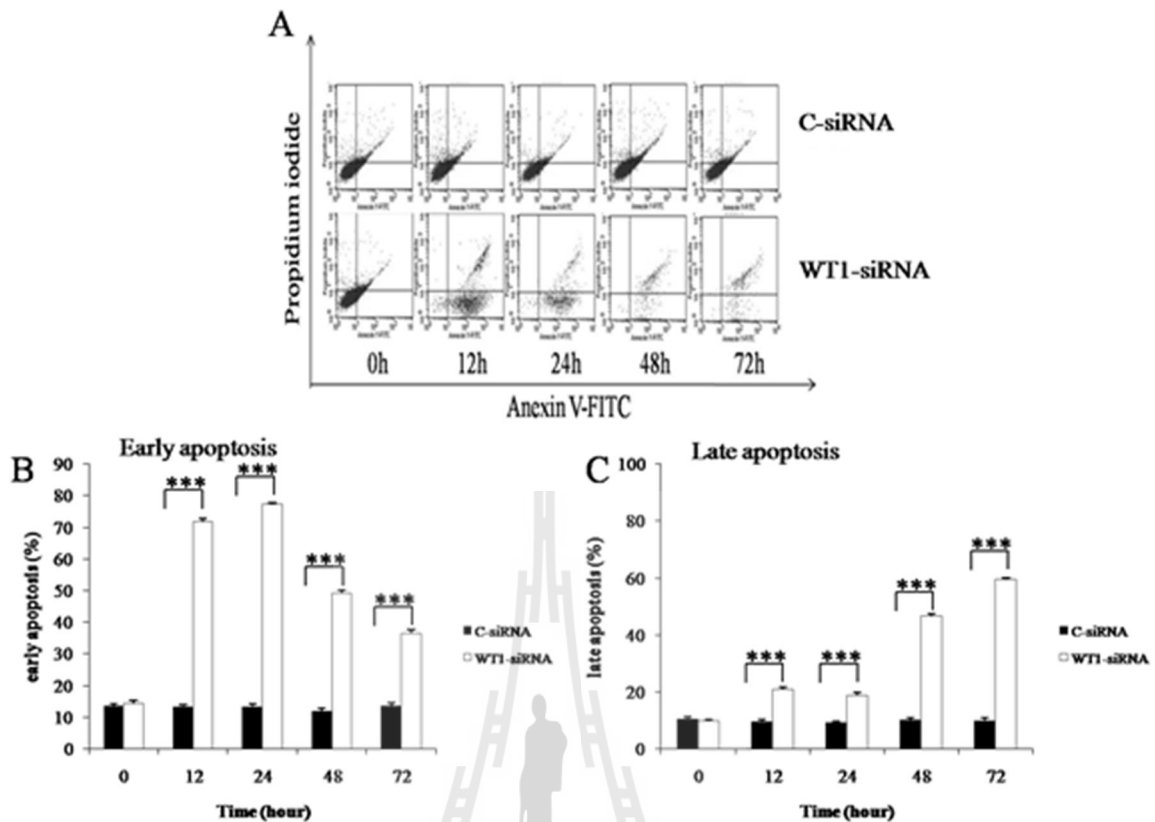 A
Propidium iodide
C-siRNA
WT1-siRNA
0h 12h 24h 48h 72h
Anexin V-FITC
B
Early apoptosis
early apoptosis (%)
90
80
70
60
50
40
30
20
10
0
***
***
***
***
C-siRNA
WT1-siRNA
0 12 24 48 72
Time (hour)
C
Late apoptosis
late apoptosis (%)
100
80
60
40
20
0
***
***
***
***
C-siRNA
WT1-siRNA
0 12 24 48 72
Time (hour)